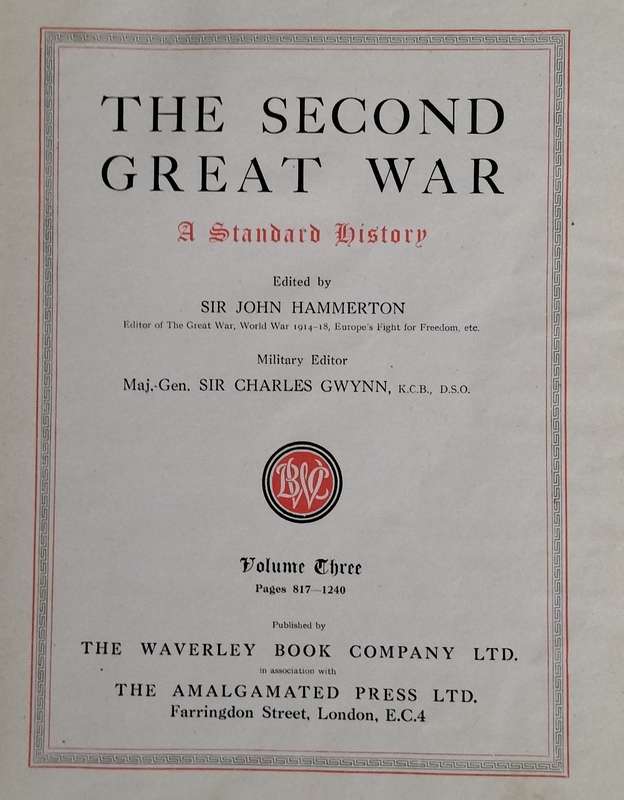 THE SECOND
GREAT WAR
A Standard History
Edited by
SIR JOHN HAMMERTON
Editor of The Great War, World War 1914–18, Europe's Fight for Freedom, etc.
Military Editor
Maj.-Gen. SIR CHARLES GWYNN, K.C.B., D.S.O.
WBC
Volume Three
Pages 817—1240
Published by
THE WAVERLEY BOOK COMPANY LTD.
in association with
THE AMALGAMATED PRESS LTD.
Farringdon Street, London, E.C.4